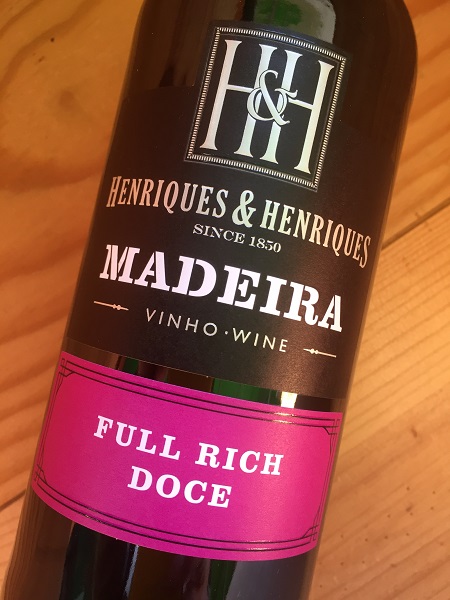 H&H
HENRIQUES & HENRIQUES
SINCE 1850
MADEIRA
VINHO · WINE
FULL RICH
DOCE